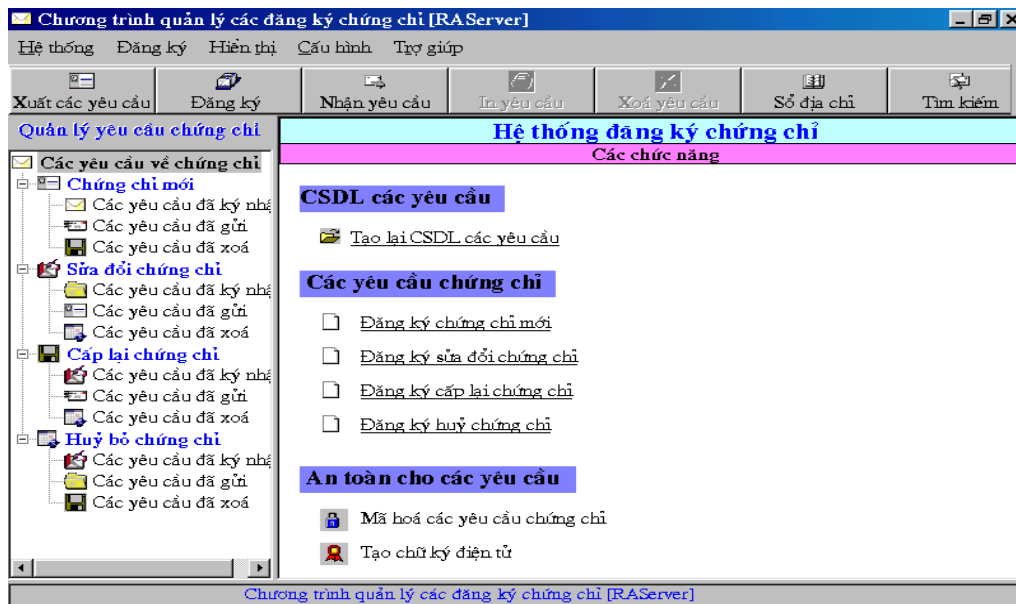 Chương trình quản lý các đăng ký chứng chỉ [RAServer]
Hệ thống Đăng ký Hiển thị Cấu hình Trợ giúp
Xuất các yêu cầu Đăng ký Nhận yêu cầu In yêu cầu Xoá yêu cầu Sổ địa chỉ Tìm kiếm
Quản lý yêu cầu chứng chỉ
Hệ thống đăng ký chứng chỉ
Các chức năng
Các yêu cầu về chứng chỉ
Chứng chỉ mới
Các yêu cầu đã ký nhậ
Các yêu cầu đã gửi
Các yêu cầu đã xoá
Sửa đổi chứng chỉ
Các yêu cầu đã ký nhậ
Các yêu cầu đã gửi
Các yêu cầu đã xoá
Cấp lại chứng chỉ
Các yêu cầu đã ký nhậ
Các yêu cầu đã gửi
Các yêu cầu đã xoá
Huỷ bỏ chứng chỉ
Các yêu cầu đã ký nhậ
Các yêu cầu đã gửi
Các yêu cầu đã xoá
CSDL các yêu cầu
Tạo lại CSDL các yêu cầu
Các yêu cầu chứng chỉ
Đăng ký chứng chỉ mới
Đăng ký sửa đổi chứng chỉ
Đăng ký cấp lại chứng chỉ
Đăng ký huỷ chứng chỉ
An toàn cho các yêu cầu
Mã hoá các yêu cầu chứng chỉ
Tạo chữ ký điện tử
Chương trình quản lý các đăng ký chứng chỉ [RAServer]